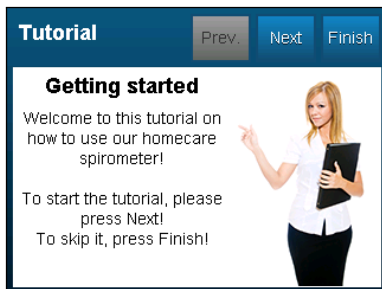 Tutorial
Prev.
Next
Finish
Getting started
Welcome to this tutorial on
how to use our homecare
spirometer!
To start the tutorial, please
press Next!
To skip it, press Finish!